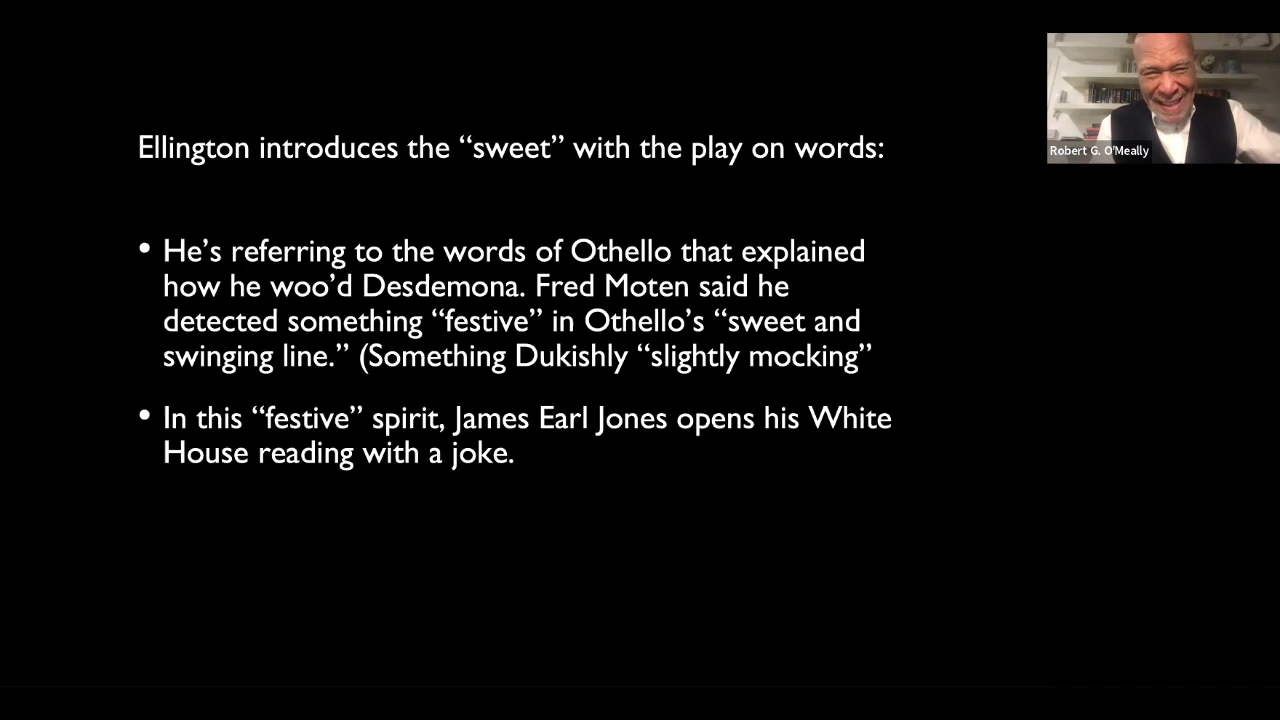 Ellington introduces the “sweet” with the play on words:
Robert G. O'Meally
• He’s referring to the words of Othello that explained
how he woo’d Desdemona. Fred Moten said he
detected something “festive” in Othello’s “sweet and
swinging line.” (Something Dukishly “slightly mocking”
• In this “festive” spirit, James Earl Jones opens his White
House reading with a joke.